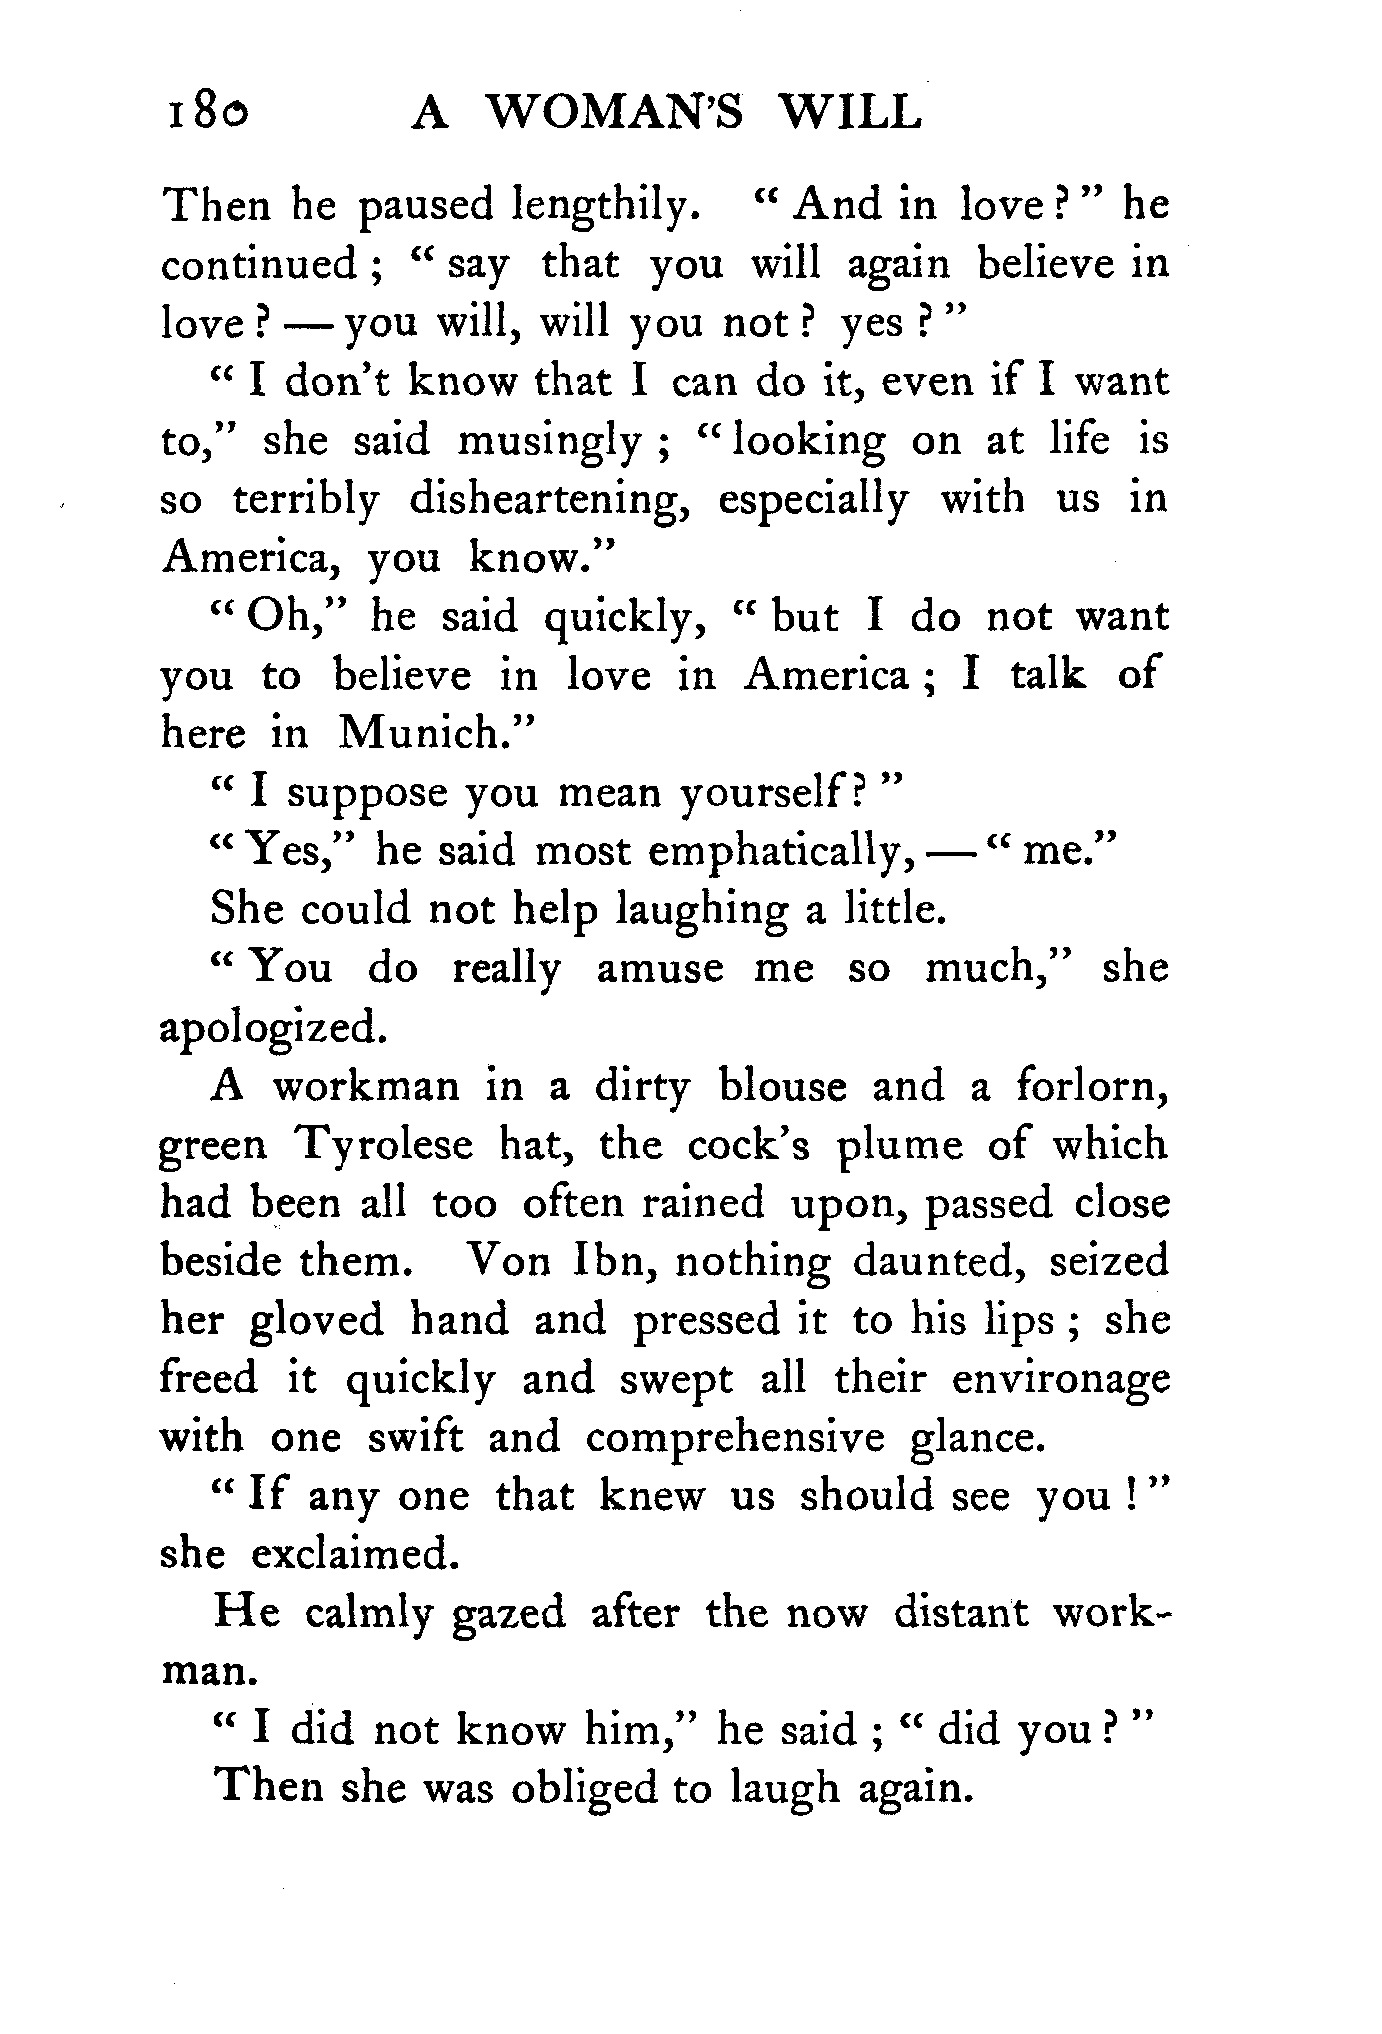 180 A WOMAN'S WILL
Then he paused lengthily. “And in love?” he
continued; “say that you will again believe in
love?—you will, will you not? yes?”
“I don't know that I can do it, even if I want
to,” she said musingly; “looking on at life is
so terribly disheartening, especially with us in
America, you know.”
“Oh,” he said quickly, “but I do not want
you to believe in love in America; I talk of
here in Munich.”
“I suppose you mean yourself?”
“Yes,” he said most emphatically,—“me.”
She could not help laughing a little.
“You do really amuse me so much,” she
apologized.
A workman in a dirty blouse and a forlorn,
green Tyrolese hat, the cock's plume of which
had been all too often rained upon, passed close
beside them. Von Ibn, nothing daunted, seized
her gloved hand and pressed it to his lips; she
freed it quickly and swept all their environage
with one swift and comprehensive glance.
“If any one that knew us should see you!”
she exclaimed.
He calmly gazed after the now distant work-
man.
“I did not know him,” he said; “did you?”
Then she was obliged to laugh again.